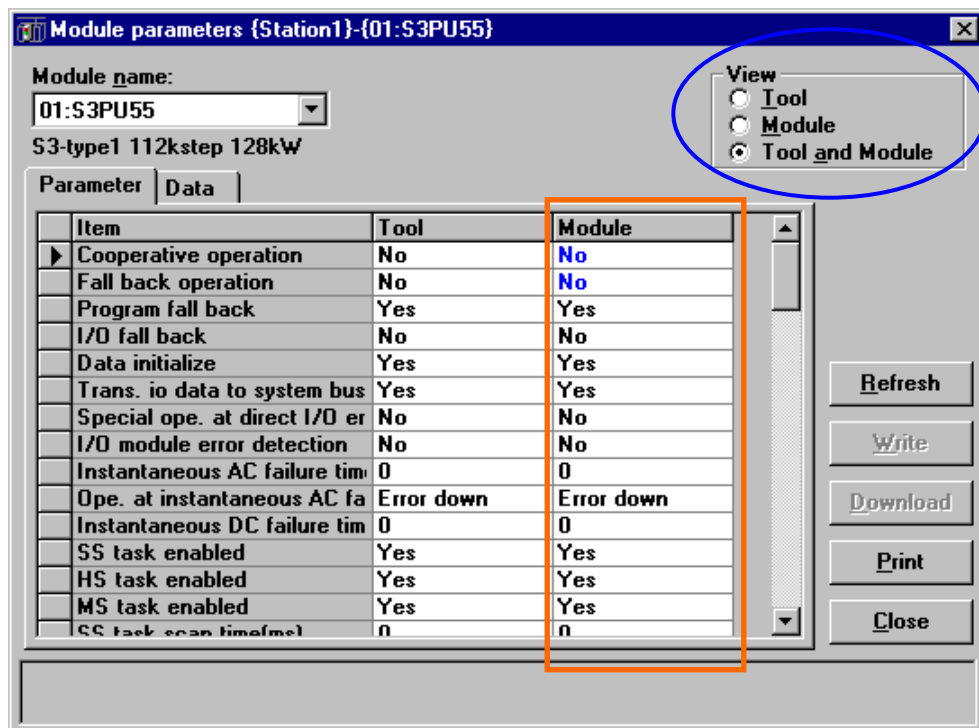 Module parameters {Station1}-{01:S3PU55}
Module name:
01:S3PU55
S3-type1 112kstep 128kW
View
Tool
Module
Tool and Module
Parameter Data
Item Tool Module
Cooperative operation No No
Fall back operation No No
Program fall back Yes Yes
I/O fall back No No
Data initialize Yes Yes
Trans. io data to system bus Yes Yes
Special ope. at direct I/O er No No
I/O module error detection No No
Instantaneous AC failure tim 0 0
Ope. at instantaneous AC fa Error down Error down
Instantaneous DC failure tim 0 0
SS task enabled Yes Yes
HS task enabled Yes Yes
MS task enabled Yes Yes
SS task scan time(ms) 0 0
Refresh
Write
Download
Print
Close